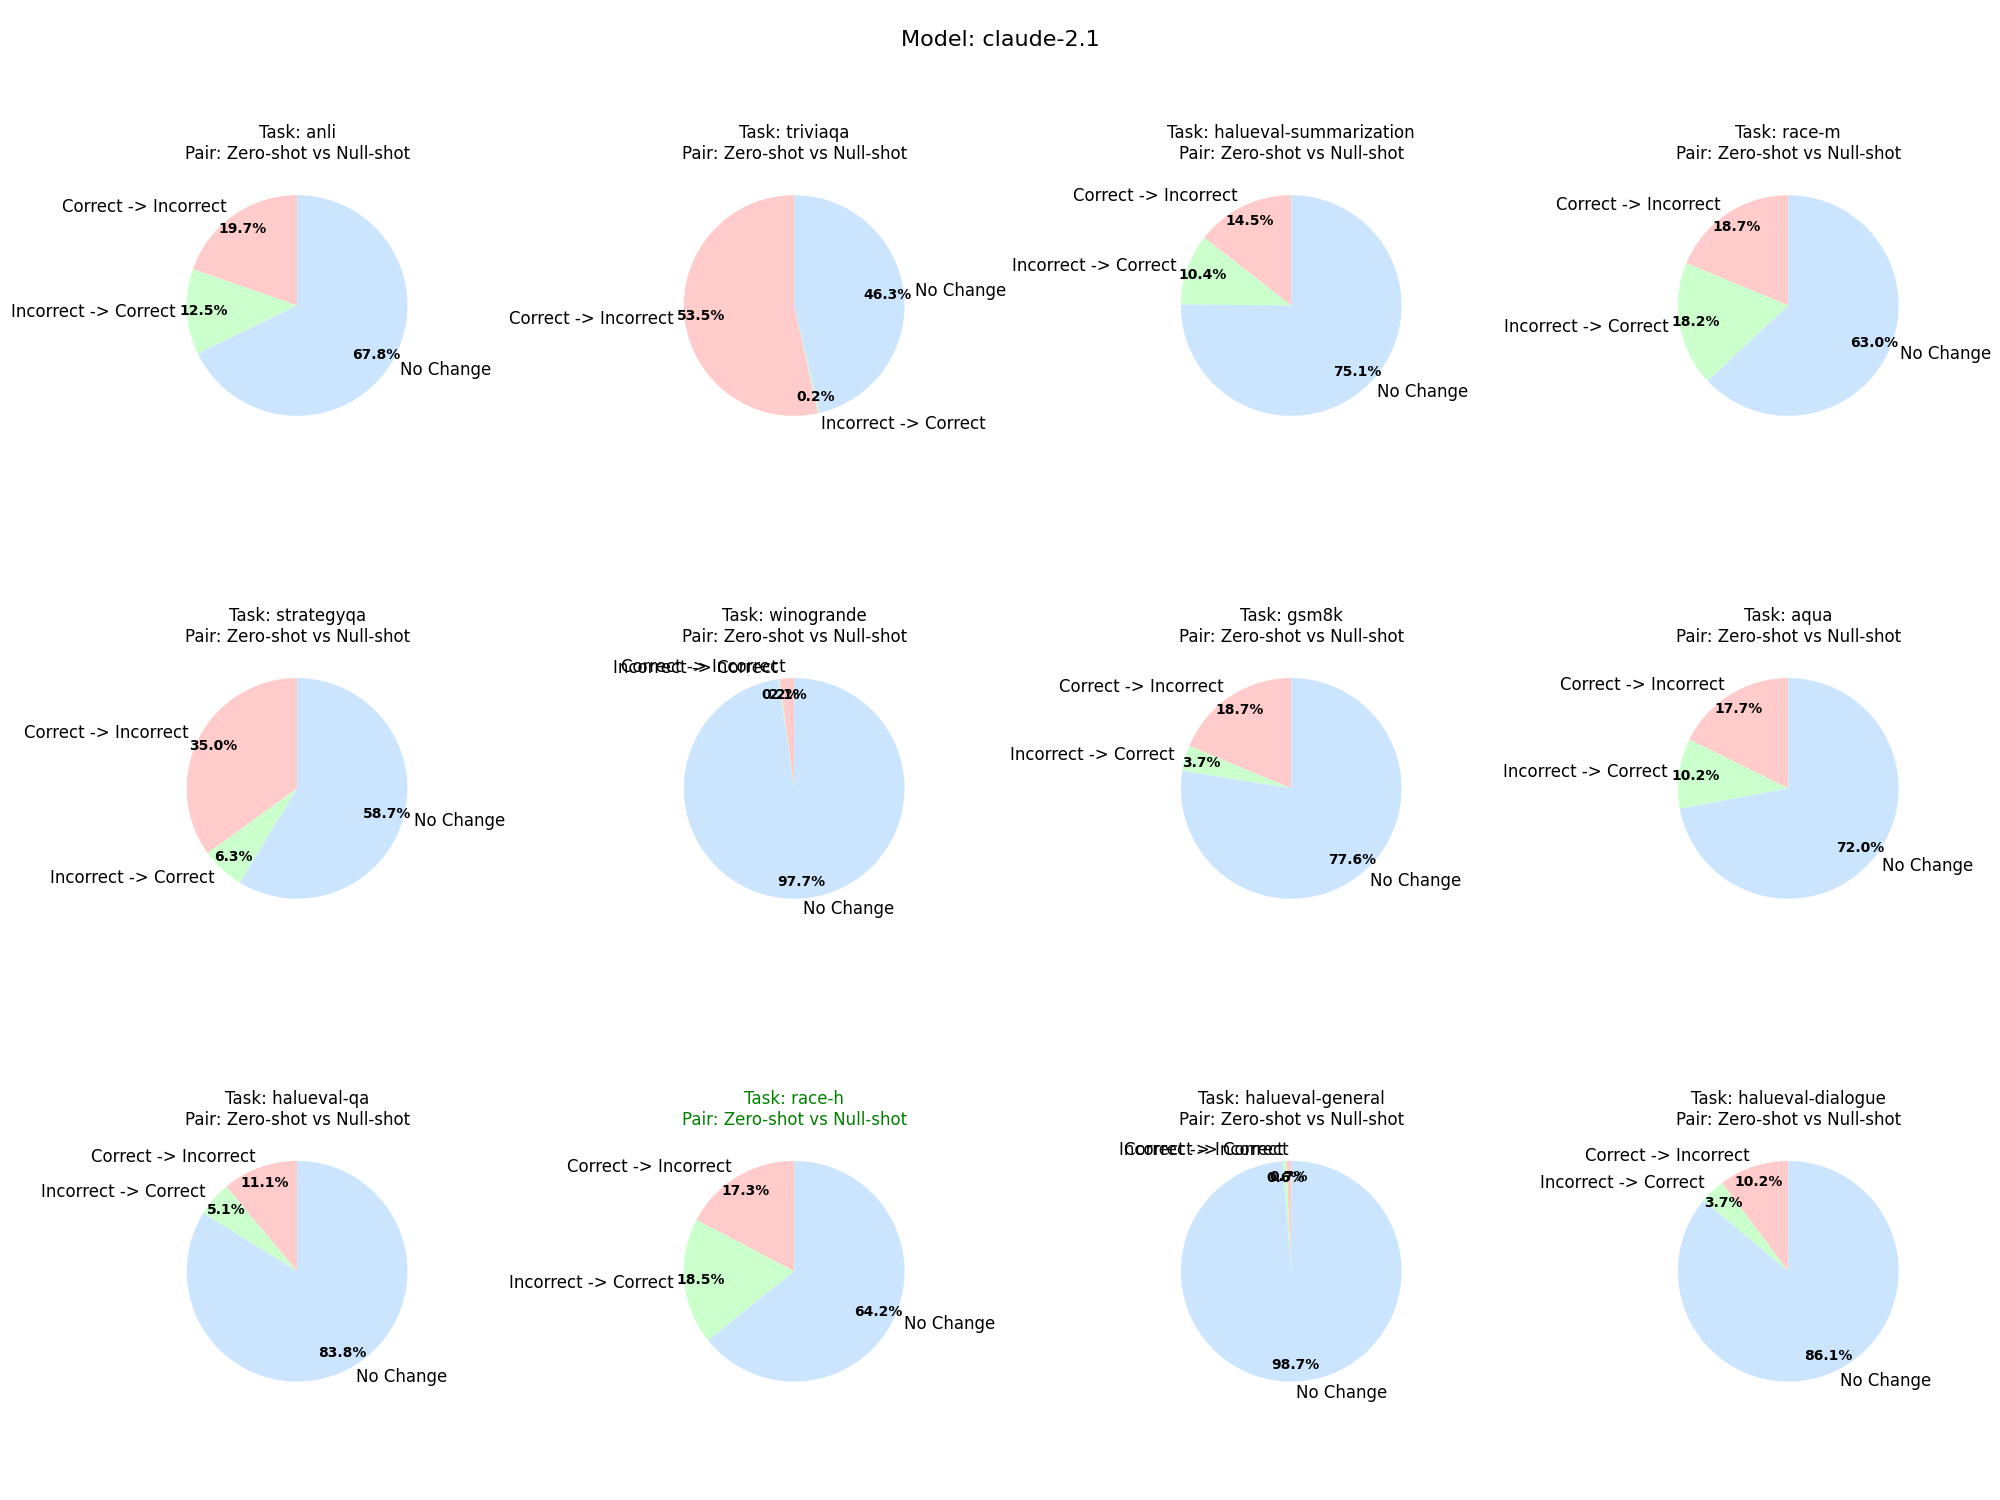 Model: claude-2.1
Task: anli
Pair: Zero-shot vs Null-shot
Correct -> Incorrect
19.7%
Incorrect -> Correct
12.5%
67.8%
No Change
Task: triviaqa
Pair: Zero-shot vs Null-shot
46.3%
No Change
Correct -> Incorrect
53.5%
0.2%
Incorrect -> Correct
Task: halueval-summarization
Pair: Zero-shot vs Null-shot
Correct -> Incorrect
14.5%
Incorrect -> Correct
10.4%
75.1%
No Change
Task: race-m
Pair: Zero-shot vs Null-shot
Correct -> Incorrect
18.7%
Incorrect -> Correct
18.2%
63.0%
No Change
Task: strategyqa
Pair: Zero-shot vs Null-shot
Correct -> Incorrect
35.0%
58.7%
No Change
6.3%
Incorrect -> Correct
Task: winogrande
Pair: Zero-shot vs Null-shot
Correct -> Incorrect
Incorrect -> Correct
0.2%
2.1%
97.7%
No Change
Task: gsm8k
Pair: Zero-shot vs Null-shot
Correct -> Incorrect
18.7%
Incorrect -> Correct
3.7%
77.6%
No Change
Task: aqua
Pair: Zero-shot vs Null-shot
Correct -> Incorrect
17.7%
Incorrect -> Correct
10.2%
72.0%
No Change
Task: halueval-qa
Pair: Zero-shot vs Null-shot
Correct -> Incorrect
11.1%
Incorrect -> Correct
5.1%
83.8%
No Change
Task: race-h
Pair: Zero-shot vs Null-shot
Correct -> Incorrect
17.3%
Incorrect -> Correct
18.5%
64.2%
No Change
Task: halueval-general
Pair: Zero-shot vs Null-shot
Correct -> Incorrect
Incorrect -> Correct
98.7%
No Change
Task: halueval-dialogue
Pair: Zero-shot vs Null-shot
Correct -> Incorrect
10.2%
Incorrect -> Correct
3.7%
86.1%
No Change